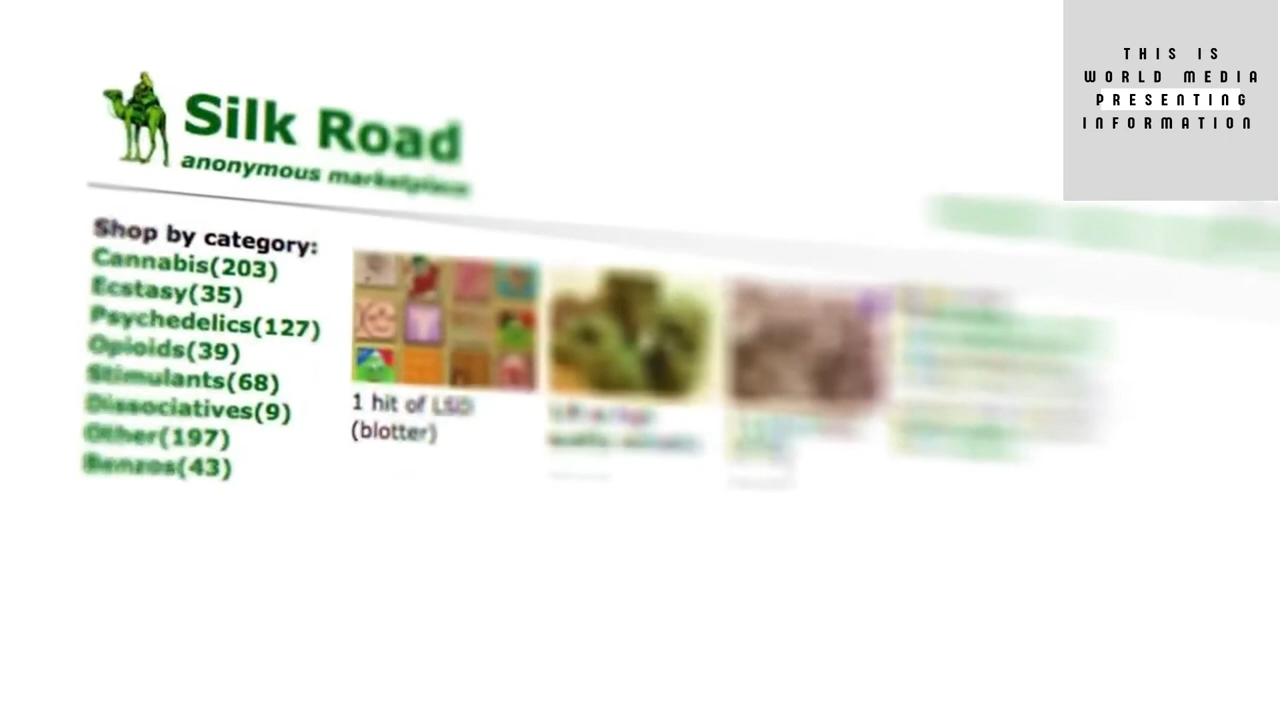 THIS IS
WORLD MEDIA
PRESENTING
INFORMATION
Silk Road
anonymous marketplace
Shop by category:
Cannabis(203)
Ecstasy(35)
Psychedelics(127)
Opioids(39)
Stimulants(68)
Dissociatives(9)
Other(197)
Benzos(43)
1 hit of LSD
(blotter)